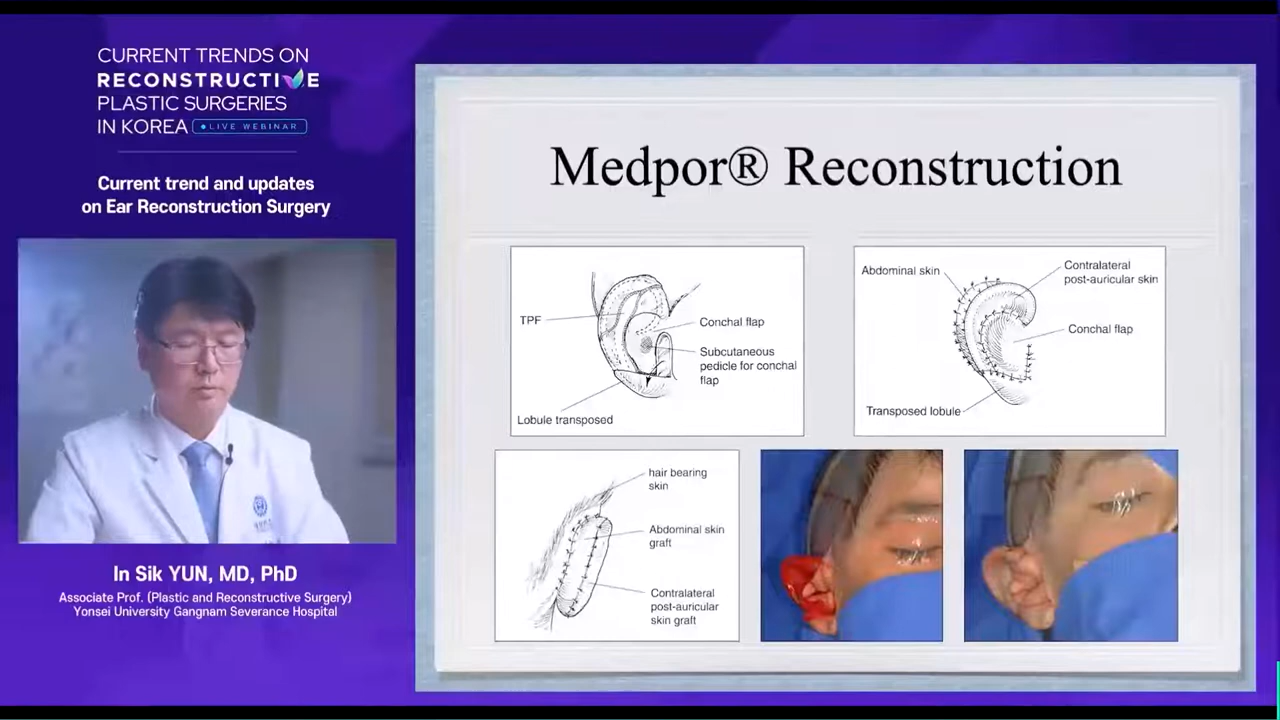 CURRENT TRENDS ON
RECONSTRUCTIVE
PLASTIC SURGERIES
IN KOREA
•LIVE WEBINAR
Current trend and updates
on Ear Reconstruction Surgery
In Sik YUN, MD, PhD
Associate Prof. (Plastic and Reconstructive Surgery)
Yonsei University Gangnam Severance Hospital
Medpor® Reconstruction
TPF
Conchal flap
Subcutaneous
pedicle for conchal
flap
Lobule transposed
Abdominal skin
Contralateral
post-auricular skin
Conchal flap
Transposed lobule
hair bearing
skin
Abdominal skin
graft
Contralateral
post-auricular
skin graft